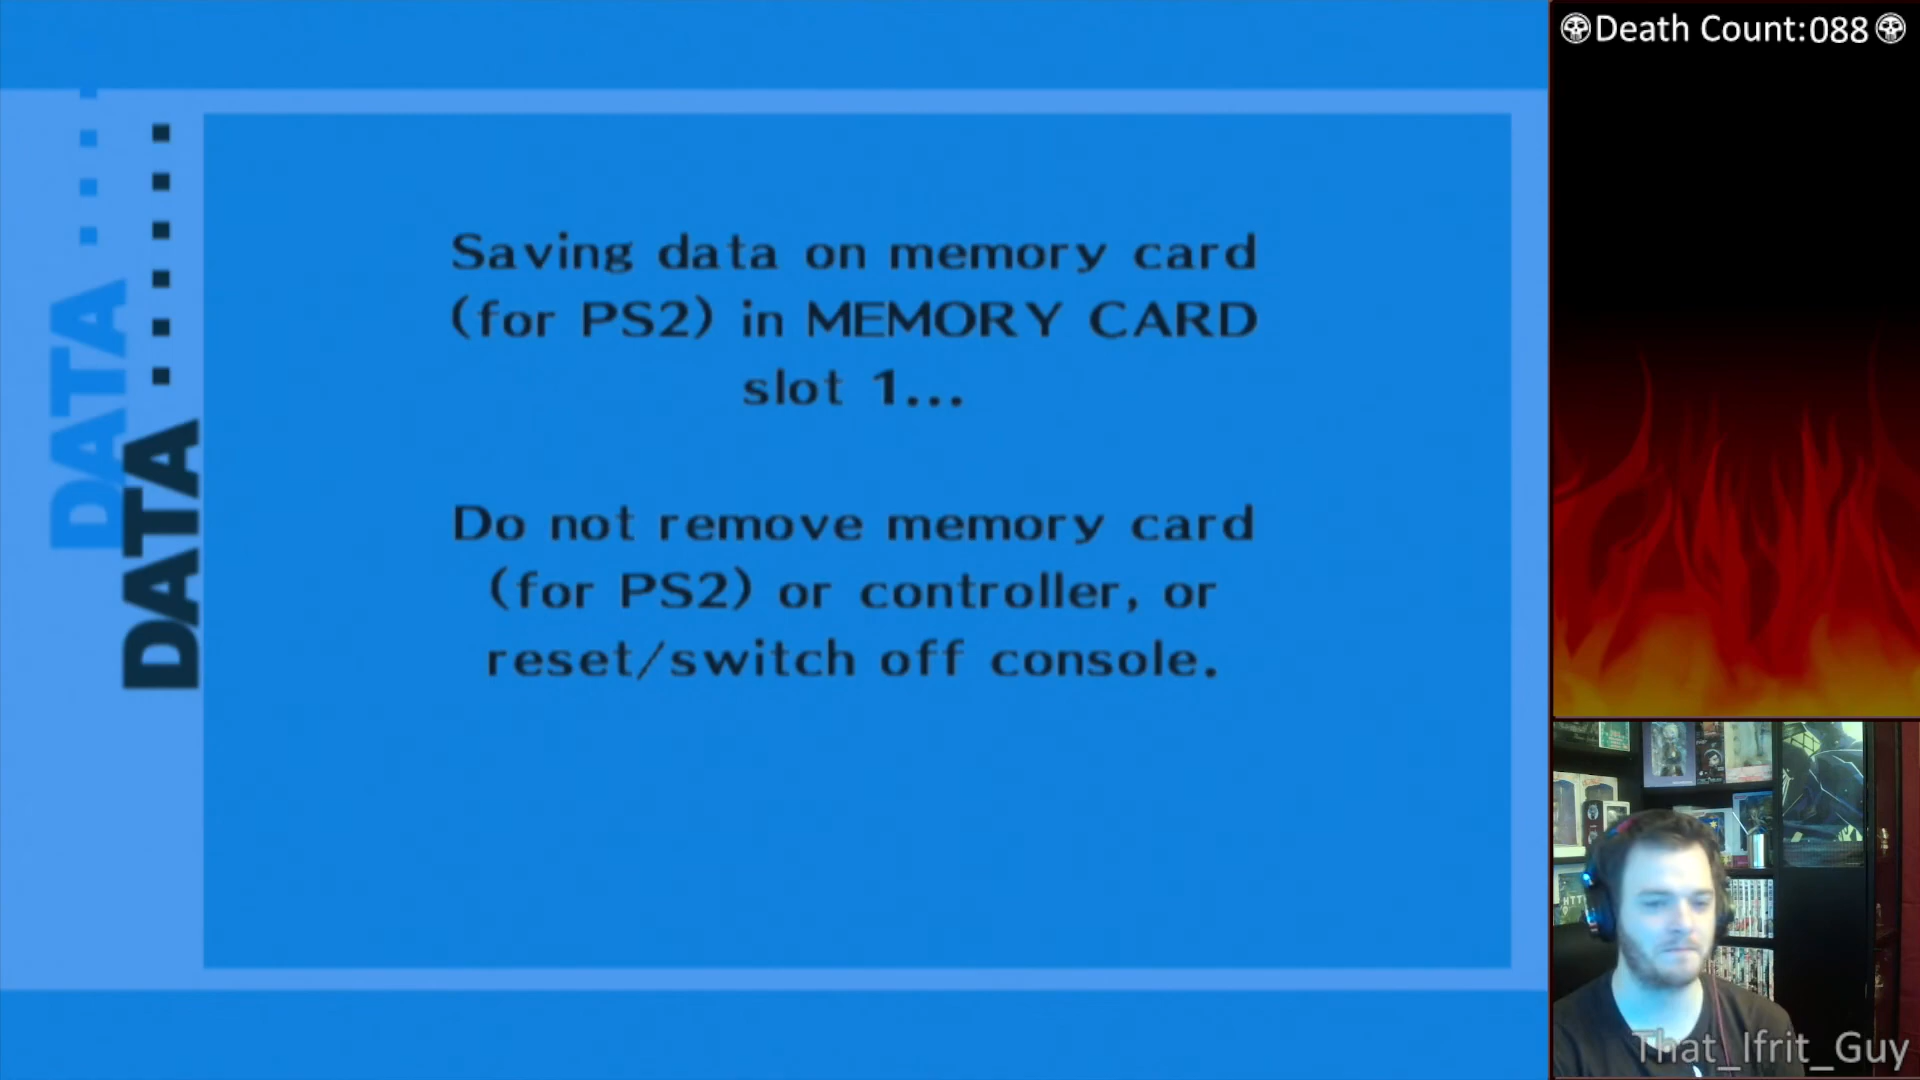 Death Count:088
DATA
DATA
Saving data on memory card
(for PS2) in MEMORY CARD
slot 1...
Do not remove memory card
(for PS2) or controller, or
reset/switch off console.
That_Ifrit_Guy